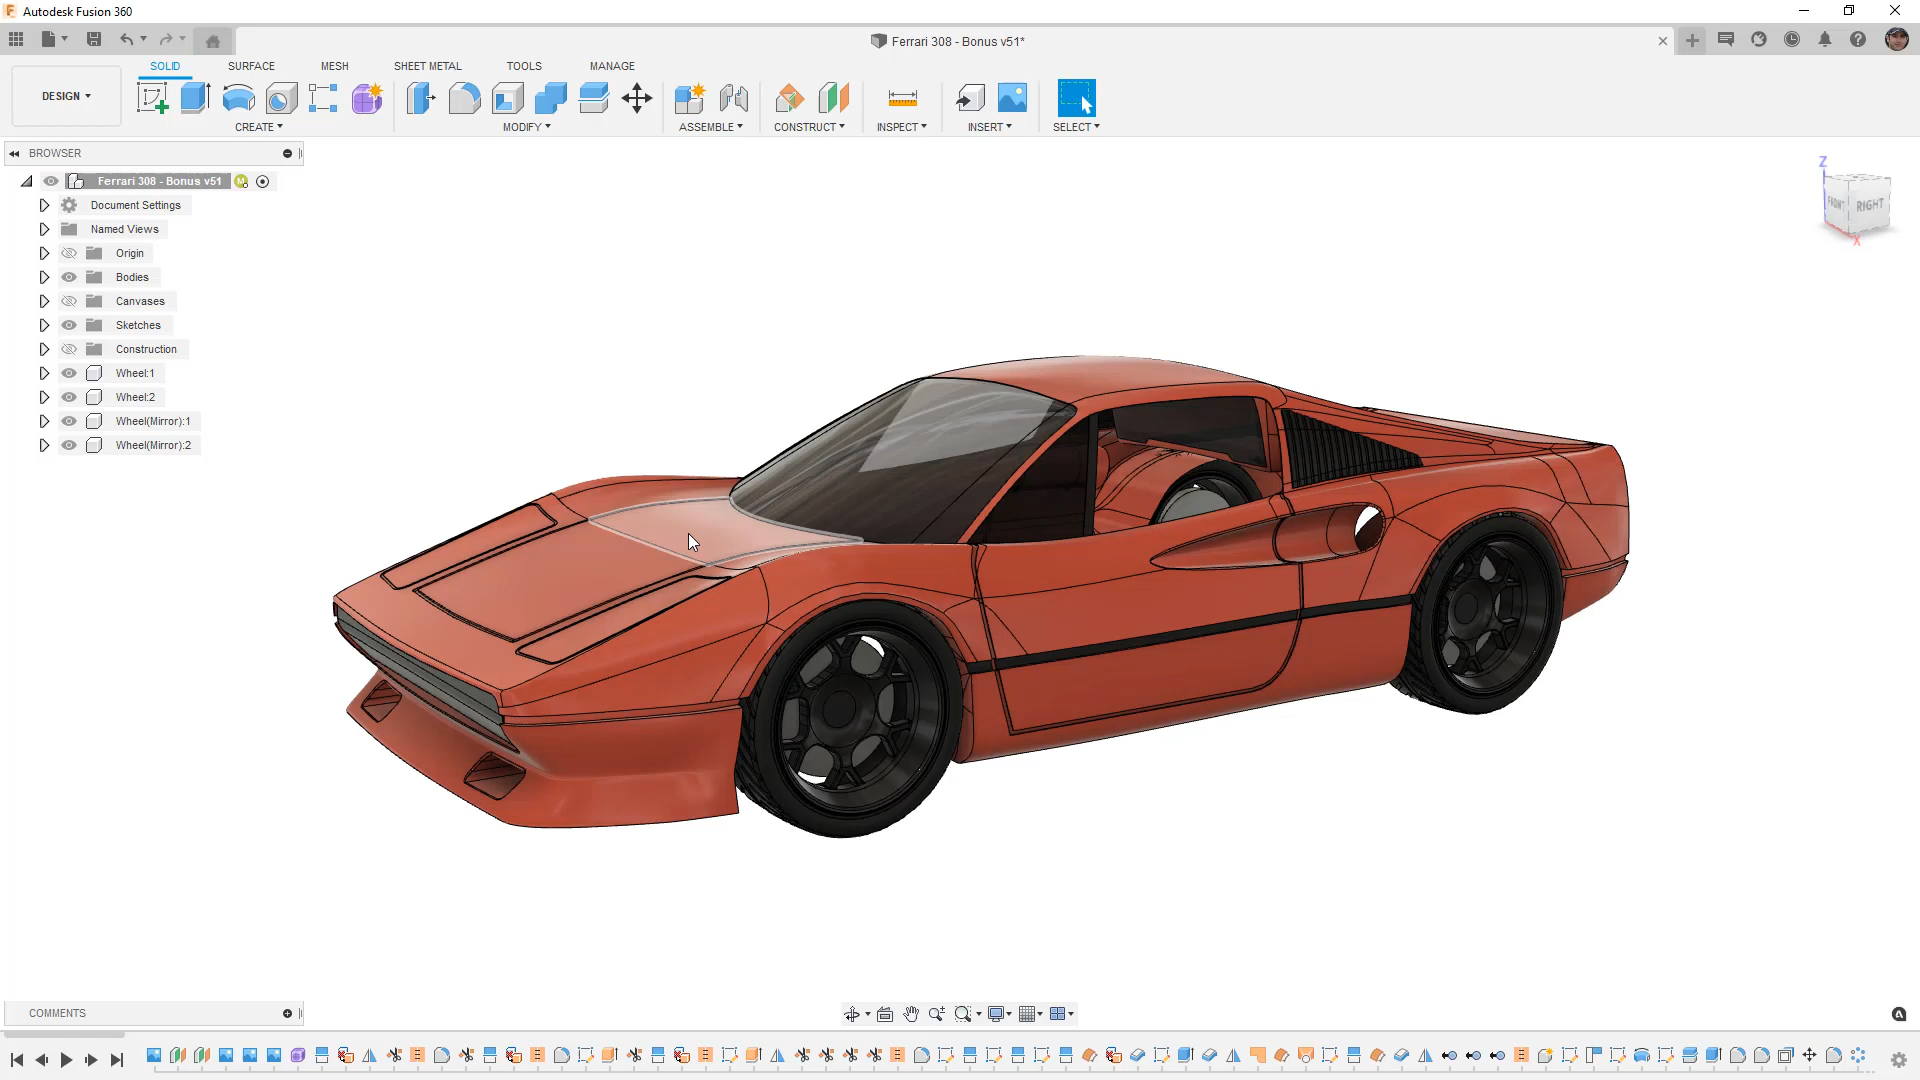 Autodesk Fusion 360
Ferrari 308 - Bonus v51*
SOLID SURFACE MESH SHEET METAL TOOLS MANAGE
DESIGN
CREATE MODIFY ASSEMBLE CONSTRUCT INSPECT INSERT SELECT
BROWSER
Ferrari 308 - Bonus v51
Document Settings
Named Views
Origin
Bodies
Canvases
Sketches
Construction
Wheel:1
Wheel:2
Wheel(Mirror):1
Wheel(Mirror):2
Z
FRONT RIGHT
X
COMMENTS